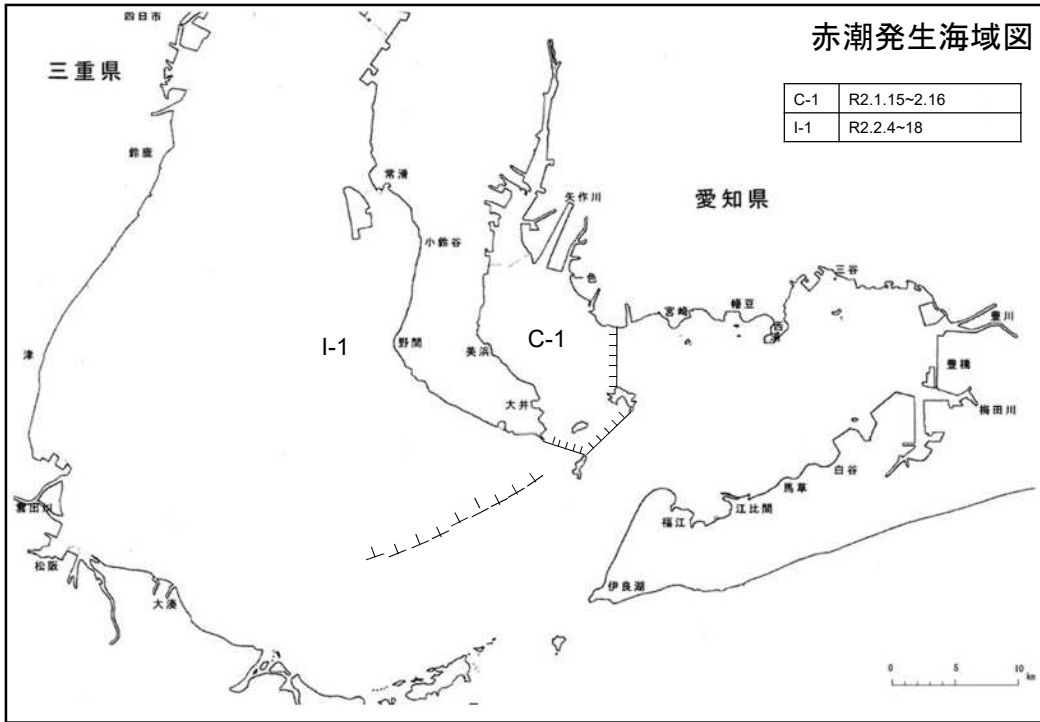 四日市
赤潮発生海域図
三重県
C-1 R2.1.15~2.16
I-1 R2.2.4~18
鈴鹿
常滑
矢作川
愛知県
小鈴谷
一色
三谷
宮崎
幡豆
西浦
豊川
I-1
野間
美浜
C-1
津
豊橋
大井
梅田川
白谷
馬草
江比間
福江
雲出川
松阪
伊良湖
大湊
0 5 10
km